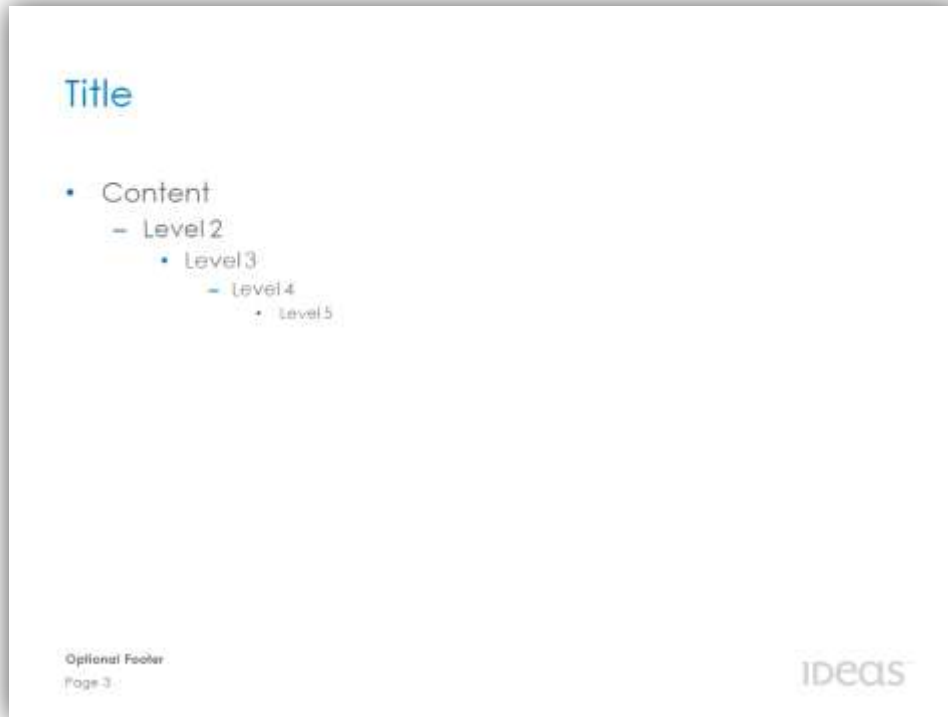 Title
• Content
– Level 2
• Level 3
– Level 4
• Level 5
Optional Footer
Page 3
IDeas